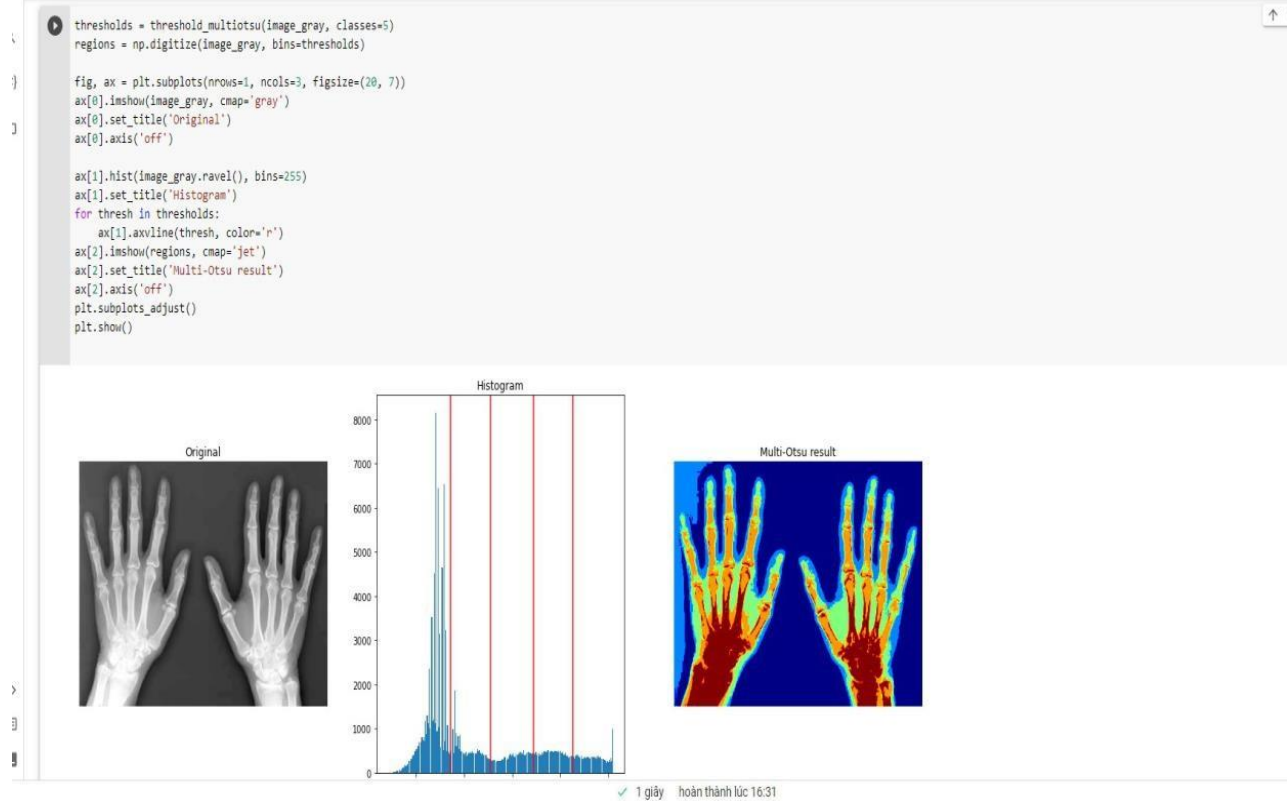 thresholds = threshold_multiotsu(image_gray, classes=5)
regions = np.digitize(image_gray, bins=thresholds)
fig, ax = plt.subplots(nrows=1, ncols=3, figsize=(20, 7))
ax[0].imshow(image_gray, cmap='gray')
ax[0].set_title('Original')
ax[0].axis('off')
ax[1].hist(image_gray.ravel(), bins=255)
ax[1].set_title('Histogram')
for thresh in thresholds:
    ax[1].axvline(thresh, color='r')
ax[2].imshow(regions, cmap='jet')
ax[2].set_title('Multi-Otsu result')
ax[2].axis('off')
plt.subplots_adjust()
plt.show()
Original
Histogram
8000
7000
6000
5000
4000
3000
2000
1000
0
Multi-Otsu result
1 giây hoàn thành lúc 16:31